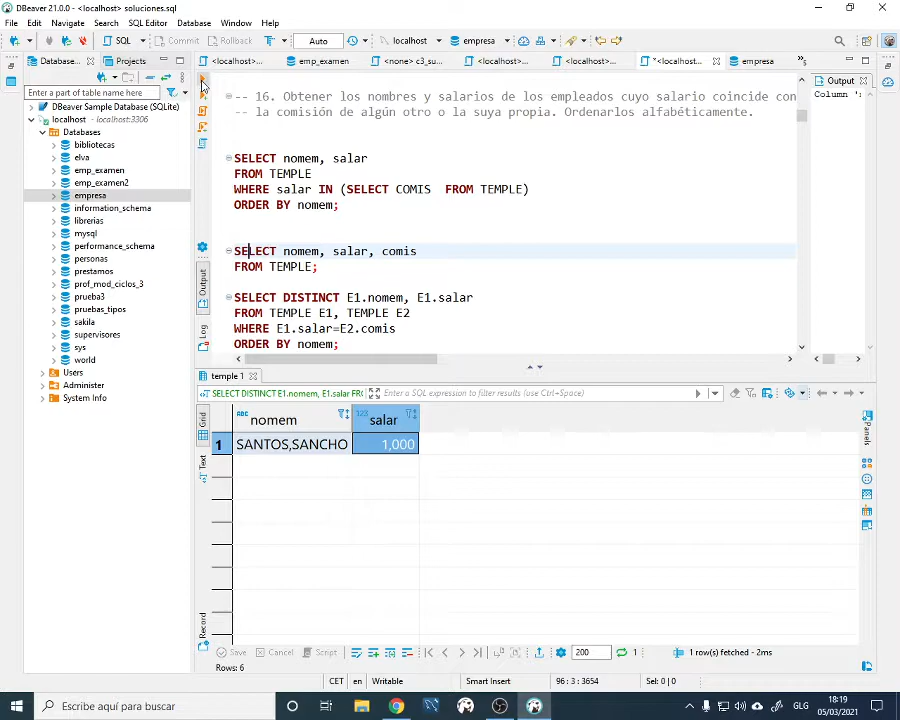 DBeaver 21.0.0 - <localhost> soluciones.sql
File Edit Navigate Search SQL Editor Database Window Help
SQL Commit Rollback T Auto localhost empresa
Database... Projects <localhost>... emp_examen <none> c3_su... <localhost>... <localhost>... *<localhost... empresa Output
Enter a part of table name here
Column '
DBeaver Sample Database (SQLite)
localhost - localhost:3306
Databases
bibliotecas
elva
emp_examen
emp_examen2
empresa
information_schema
librerias
mysql
performance_schema
personas
prestamos
prof_mod_ciclos_3
prueba3
pruebas_tipos
sakila
supervisores
sys
world
Users
Administer
System Info
-- 16. Obtener los nombres y salarios de los empleados cuyo salario coincide con
-- la comisión de algún otro o la suya propia. Ordenarlos alfabéticamente.
SELECT nomem, salar
FROM TEMPLE
WHERE salar IN (SELECT COMIS FROM TEMPLE)
ORDER BY nomem;
SELECT nomem, salar, comis
FROM TEMPLE;
SELECT DISTINCT E1.nomem, E1.salar
FROM TEMPLE E1, TEMPLE E2
WHERE E1.salar=E2.comis
ORDER BY nomem;
Output
Log
temple 1
SELECT DISTINCT E1.nomem, E1.salar FRO Enter a SQL expression to filter results (use Ctrl+Space)
Grid
Text
Record
Panels
ABC nomem 123 salar
1 SANTOS,SANCHO 1,000
Save Cancel Script 200 1 1 row(s) fetched - 2ms
Rows: 6
CET en Writable Smart Insert 96 : 3 : 3654 Sel: 0 | 0
Escribe aquí para buscar
ESP
18:19
05/03/2021